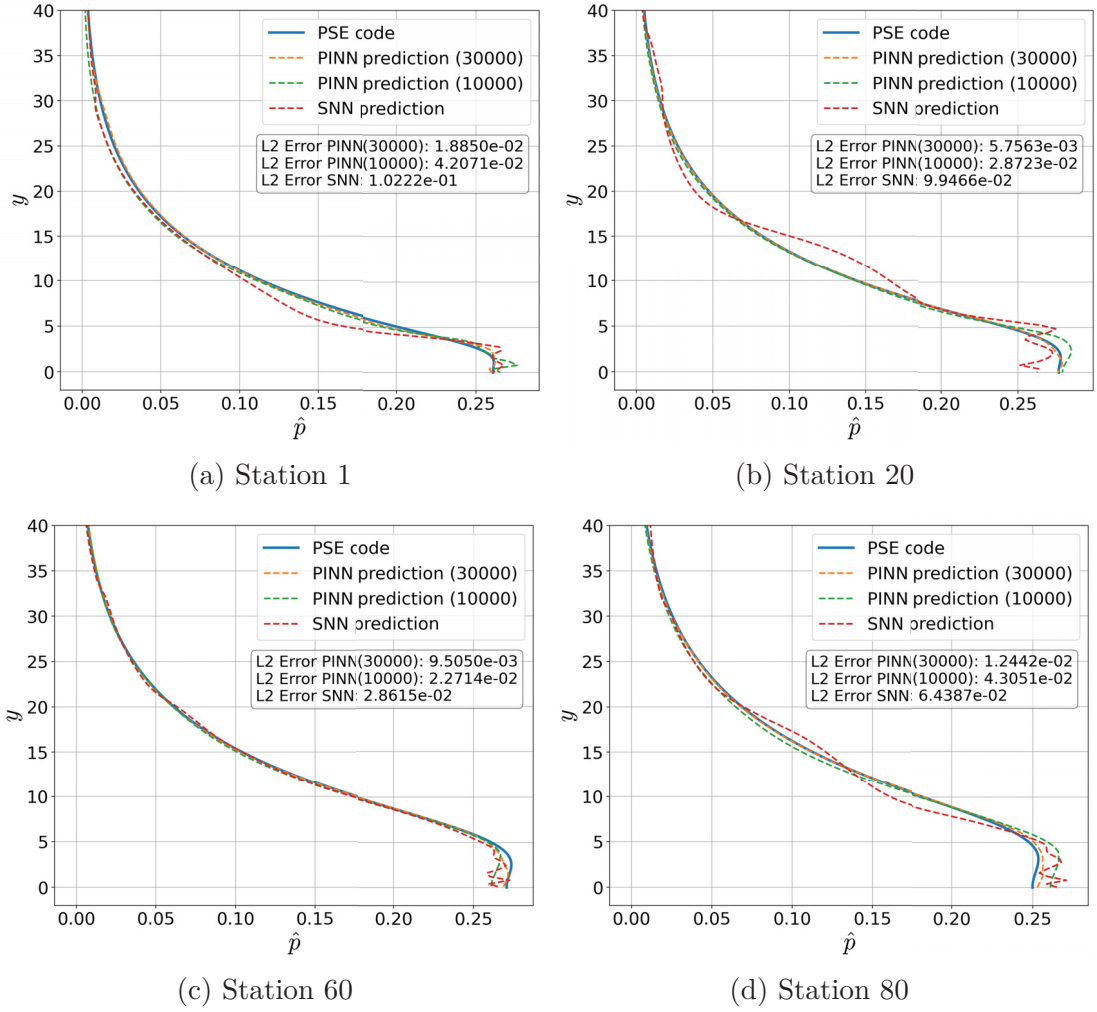 40
35
30
25
20
15
10
5
0
y
PSE code
PINN prediction (30000)
PINN prediction (10000)
SNN prediction
L2 Error PINN(30000): 1.8850e-02
L2 Error PINN(10000): 4.2071e-02
L2 Error SNN: 1.0222e-01
0.00 0.05 0.10 0.15 0.20 0.25
p̂
(a) Station 1
40
35
30
25
20
15
10
5
0
y
PSE code
PINN prediction (30000)
PINN prediction (10000)
SNN prediction
L2 Error PINN(30000): 5.7563e-03
L2 Error PINN(10000): 2.8723e-02
L2 Error SNN: 9.9466e-02
0.00 0.05 0.10 0.15 0.20 0.25
p̂
(b) Station 20
40
35
30
25
20
15
10
5
0
y
PSE code
PINN prediction (30000)
PINN prediction (10000)
SNN prediction
L2 Error PINN(30000): 9.5050e-03
L2 Error PINN(10000): 2.2714e-02
L2 Error SNN: 2.8615e-02
0.00 0.05 0.10 0.15 0.20 0.25
p̂
(c) Station 60
40
35
30
25
20
15
10
5
0
y
PSE code
PINN prediction (30000)
PINN prediction (10000)
SNN prediction
L2 Error PINN(30000): 1.2442e-02
L2 Error PINN(10000): 4.3051e-02
L2 Error SNN: 6.4387e-02
0.00 0.05 0.10 0.15 0.20 0.25
p̂
(d) Station 80